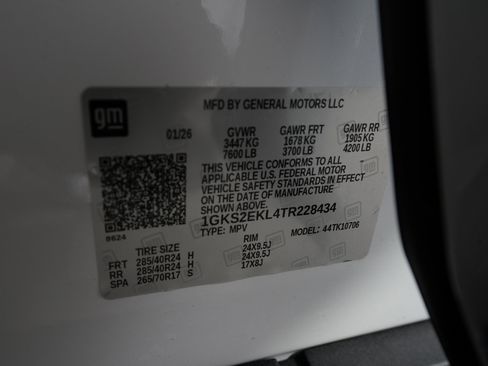 gm
MFD BY GENERAL MOTORS LLC
01/26 GVWR GAWR FRT GAWR RR
3447 KG 1678 KG 1905 KG
7600 LB 3700 LB 4200 LB
THIS VEHICLE CONFORMS TO ALL
APPLICABLE U.S. FEDERAL MOTOR
VEHICLE SAFETY STANDARDS IN EFFECT
ON THE DATE OF MANUFACTURE
SHOWN ABOVE.
1GKS2EKL4TR228434
8624 TYPE: MPV MODEL: 44TK10706
TIRE SIZE RIM
FRT 285/40R24 H 24X9.5J
RR 285/40R24 H 24X9.5J
SPA 265/70R17 S 17X8J